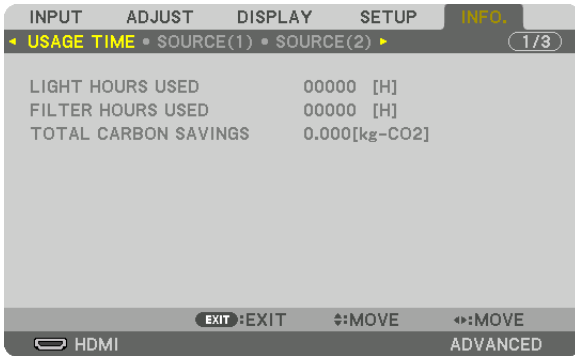 INPUT ADJUST DISPLAY SETUP INFO.
USAGE TIME • SOURCE(1) • SOURCE(2) 1/3
LIGHT HOURS USED 00000 [H]
FILTER HOURS USED 00000 [H]
TOTAL CARBON SAVINGS 0.000[kg-CO2]
EXIT :EXIT :MOVE :MOVE
HDMI ADVANCED